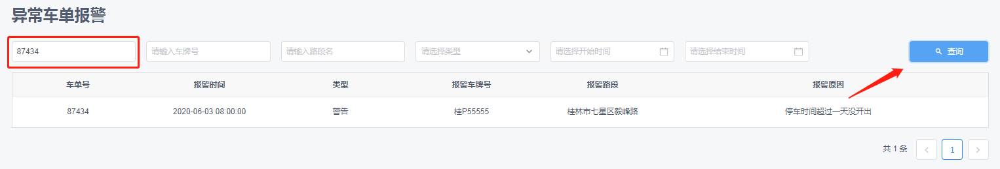 异常车单报警
87434 请输入车牌号 请输入路段名 请选择类型 请选择开始时间 请选择结束时间 查询
车单号 报警时间 类型 报警车牌号 报警路段 报警原因
87434 2020-06-03 08:00:00 警告 桂P55555 桂林市七星区毅峰路 停车时间超过一天没开出
共 1 条 1